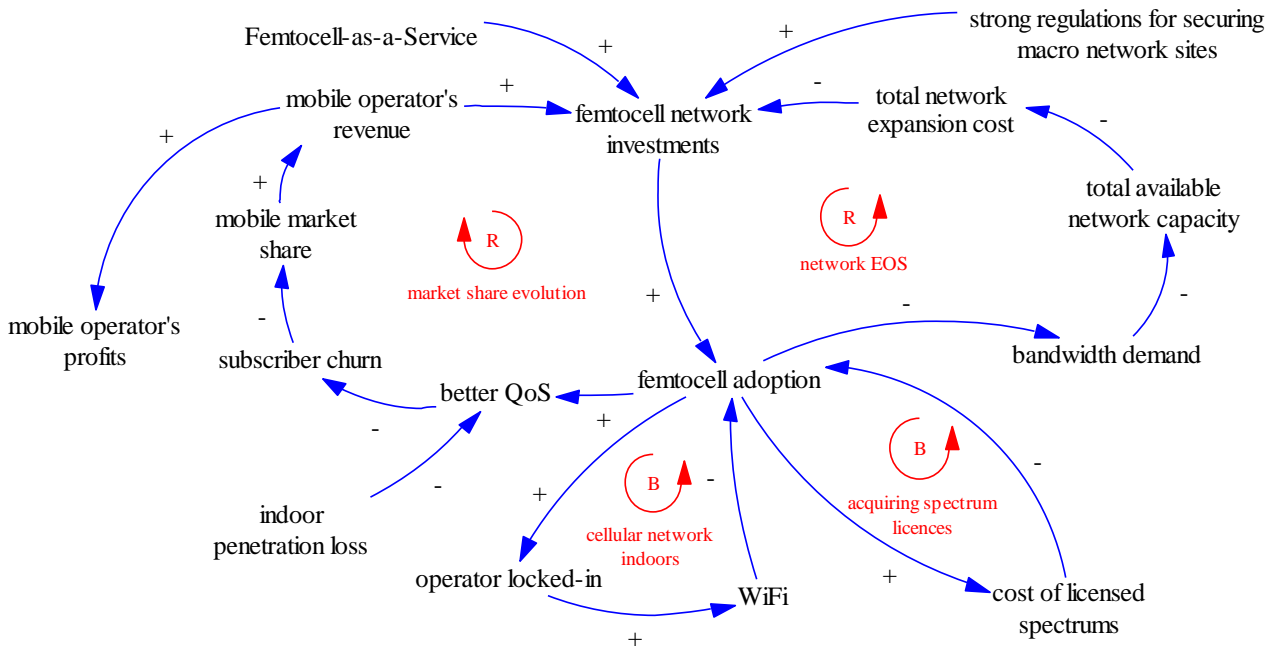 strong regulations for securing
macro network sites
Femtocell-as-a-Service
+
+
+
-
mobile operator's
revenue
total network
expansion cost
femtocell network
investments
+
-
+
total available
network capacity
mobile market
share
R
market share evolution
R
network EOS
+
-
-
-
mobile operator's
profits
subscriber churn
bandwidth demand
better QoS
femtocell adoption
-
+
-
+
-
-
B
cellular network
indoors
B
acquiring spectrum
licences
indoor
penetration loss
operator locked-in
+
WiFi
cost of licensed
spectrums
+